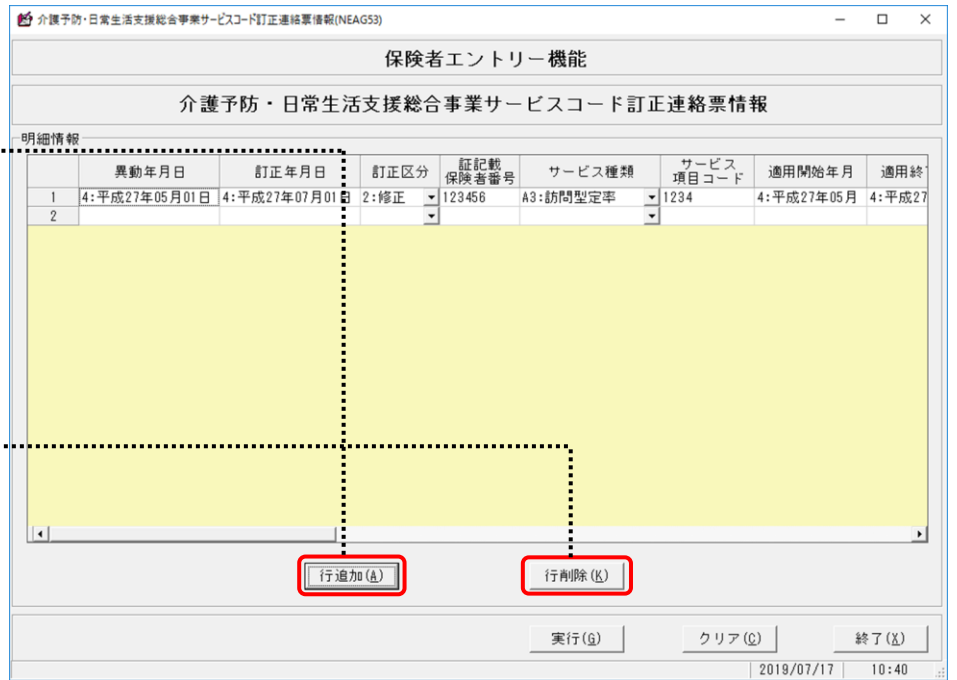 介護予防・日常生活支援総合事業サービスコード訂正連絡票情報(NEAG53)
保険者エントリー機能
介護予防・日常生活支援総合事業サービスコード訂正連絡票情報
明細情報
異動年月日 訂正年月日 訂正区分 証記載保険者番号 サービス種類 サービス項目コード 適用開始年月 適用終
1 4:平成27年05月01日 4:平成27年07月01日 2:修正 123456 A3:訪問型定率 1234 4:平成27年05月 4:平成27
2
行追加(A) 行削除(K)
実行(G) クリア(C) 終了(X)
2019/07/17 10:40